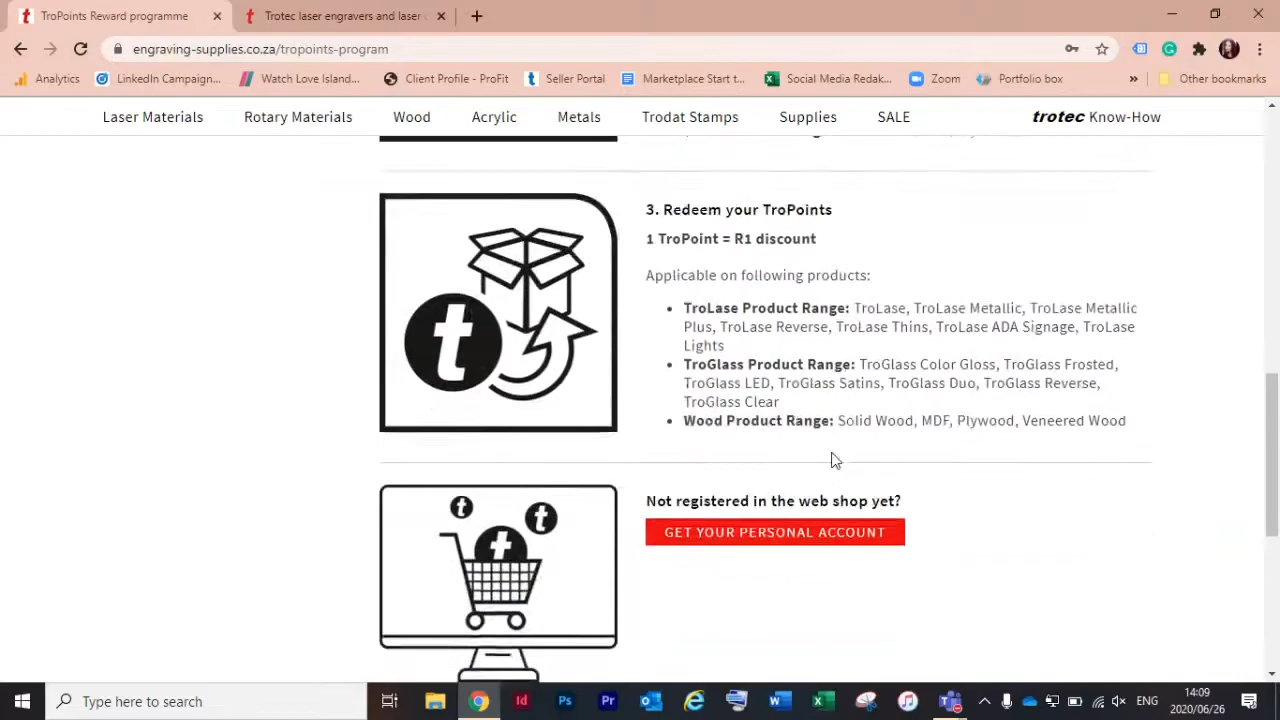 TroPoints Reward programme
Trotec laser engravers and laser
engraving-supplies.co.za/tropoints-program
Analytics
LinkedIn Campaign...
Watch Love Island...
Client Profile - ProFit
Seller Portal
Marketplace Start t...
Social Media Redak...
Zoom
Portfolio box
»
Other bookmarks
Laser Materials
Rotary Materials
Wood
Acrylic
Metals
Trodat Stamps
Supplies
SALE
trotec Know-How
3. Redeem your TroPoints
1 TroPoint = R1 discount
Applicable on following products:
TroLase Product Range: TroLase, TroLase Metallic, TroLase Metallic
Plus, TroLase Reverse, TroLase Thins, TroLase ADA Signage, TroLase
Lights
TroGlass Product Range: TroGlass Color Gloss, TroGlass Frosted,
TroGlass LED, TroGlass Satins, TroGlass Duo, TroGlass Reverse,
TroGlass Clear
Wood Product Range: Solid Wood, MDF, Plywood, Veneered Wood
Not registered in the web shop yet?
GET YOUR PERSONAL ACCOUNT
Type here to search
ENG
14:09
2020/06/26